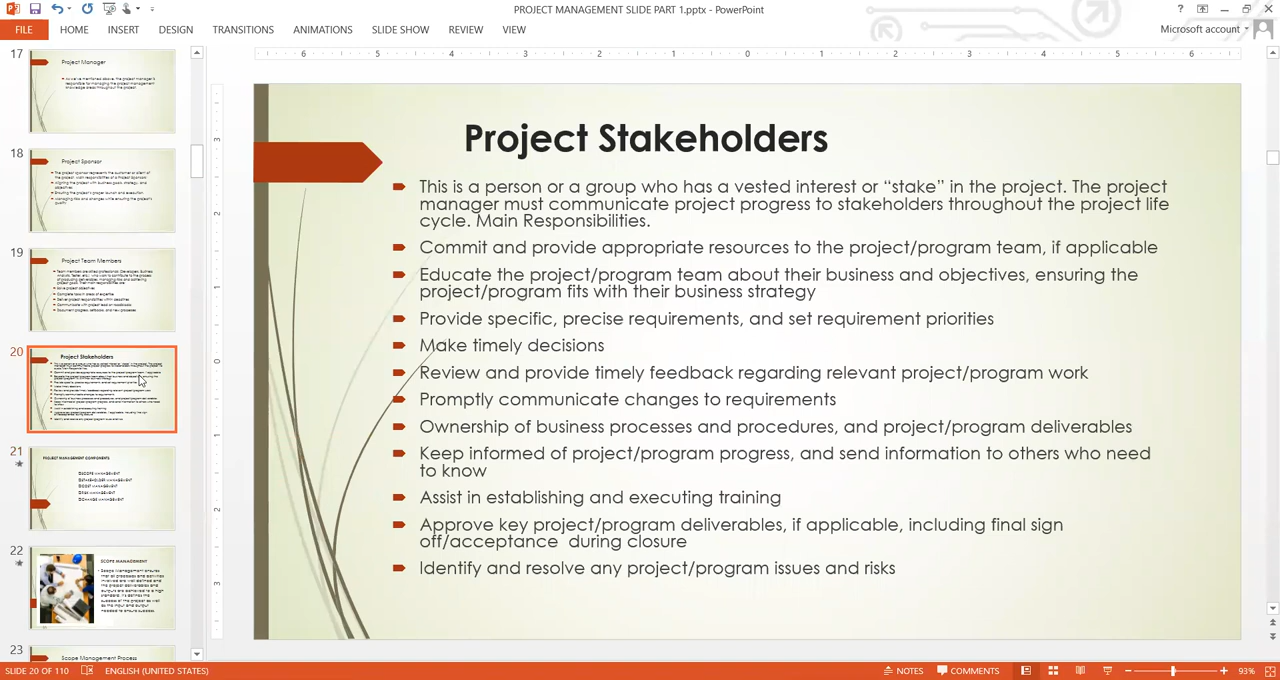 PROJECT MANAGEMENT SLIDE PART 1.pptx - PowerPoint
FILE HOME INSERT DESIGN TRANSITIONS ANIMATIONS SLIDE SHOW REVIEW VIEW Microsoft account
17
Project Manager
18
Project Sponsor
19
Project Team Members
20
Project Stakeholders
21
PROJECT MANAGEMENT COMPONENTS
SCOPE MANAGEMENT
STAKEHOLDER MANAGEMENT
COST MANAGEMENT
RISK MANAGEMENT
CHANGE MANAGEMENT
22
SCOPE MANAGEMENT
23
Scope Management Process
Project Stakeholders
This is a person or a group who has a vested interest or “stake” in the project. The project
manager must communicate project progress to stakeholders throughout the project life
cycle. Main Responsibilities.
Commit and provide appropriate resources to the project/program team, if applicable
Educate the project/program team about their business and objectives, ensuring the
project/program fits with their business strategy
Provide specific, precise requirements, and set requirement priorities
Make timely decisions
Review and provide timely feedback regarding relevant project/program work
Promptly communicate changes to requirements
Ownership of business processes and procedures, and project/program deliverables
Keep informed of project/program progress, and send information to others who need
to know
Assist in establishing and executing training
Approve key project/program deliverables, if applicable, including final sign
off/acceptance during closure
Identify and resolve any project/program issues and risks
SLIDE 20 OF 110 ENGLISH (UNITED STATES) NOTES COMMENTS 93%